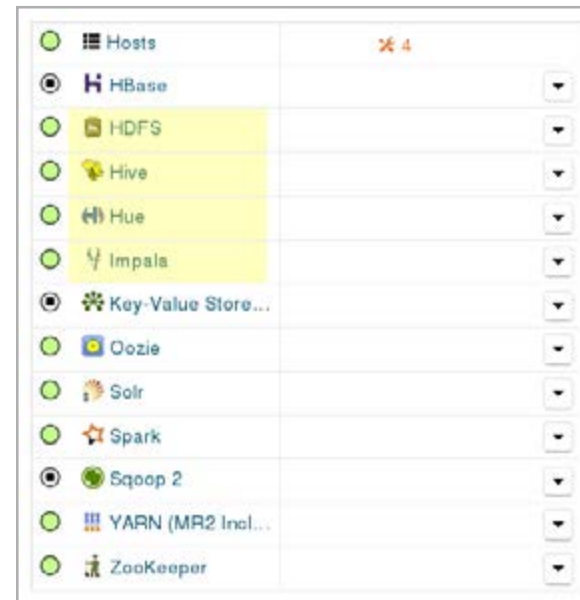 Hosts 4
HBase
HDFS
Hive
Hue
Impala
Key-Value Store...
Oozie
Solr
Spark
Sqoop 2
YARN (MR2 Incl...
ZooKeeper